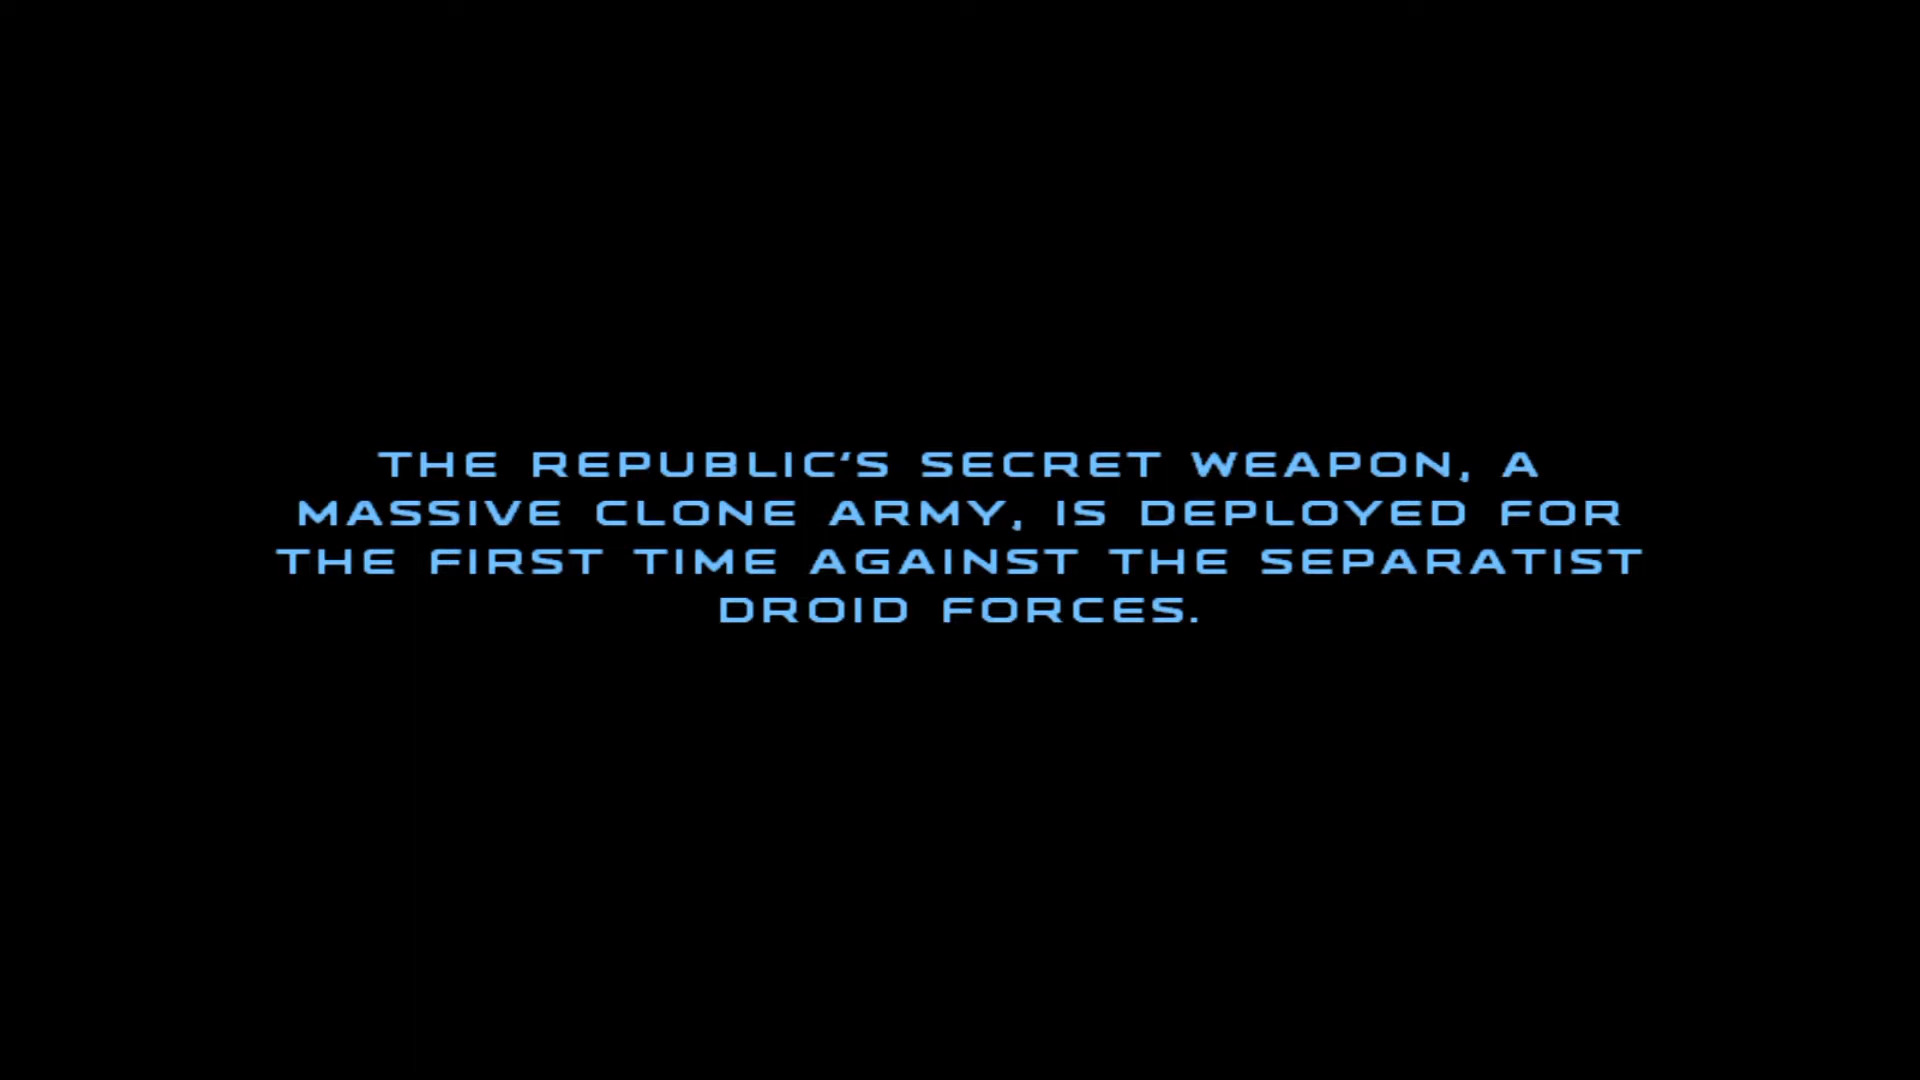 THE REPUBLIC'S SECRET WEAPON, A
MASSIVE CLONE ARMY, IS DEPLOYED FOR
THE FIRST TIME AGAINST THE SEPARATIST
DROID FORCES.